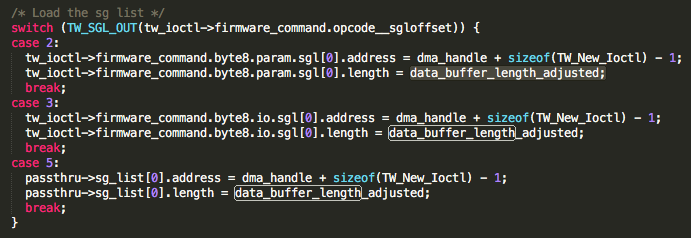 /* Load the sg list */
switch (TW_SGL_OUT(tw_ioctl->firmware_command.opcode__sgloffset)) {
case 2:
tw_ioctl->firmware_command.byte8.param.sgl[0].address = dma_handle + sizeof(TW_New_Ioctl) - 1;
tw_ioctl->firmware_command.byte8.param.sgl[0].length = data_buffer_length_adjusted;
break;
case 3:
tw_ioctl->firmware_command.byte8.io.sgl[0].address = dma_handle + sizeof(TW_New_Ioctl) - 1;
tw_ioctl->firmware_command.byte8.io.sgl[0].length = data_buffer_length_adjusted;
break;
case 5:
passthru->sg_list[0].address = dma_handle + sizeof(TW_New_Ioctl) - 1;
passthru->sg_list[0].length = data_buffer_length_adjusted;
break;
}